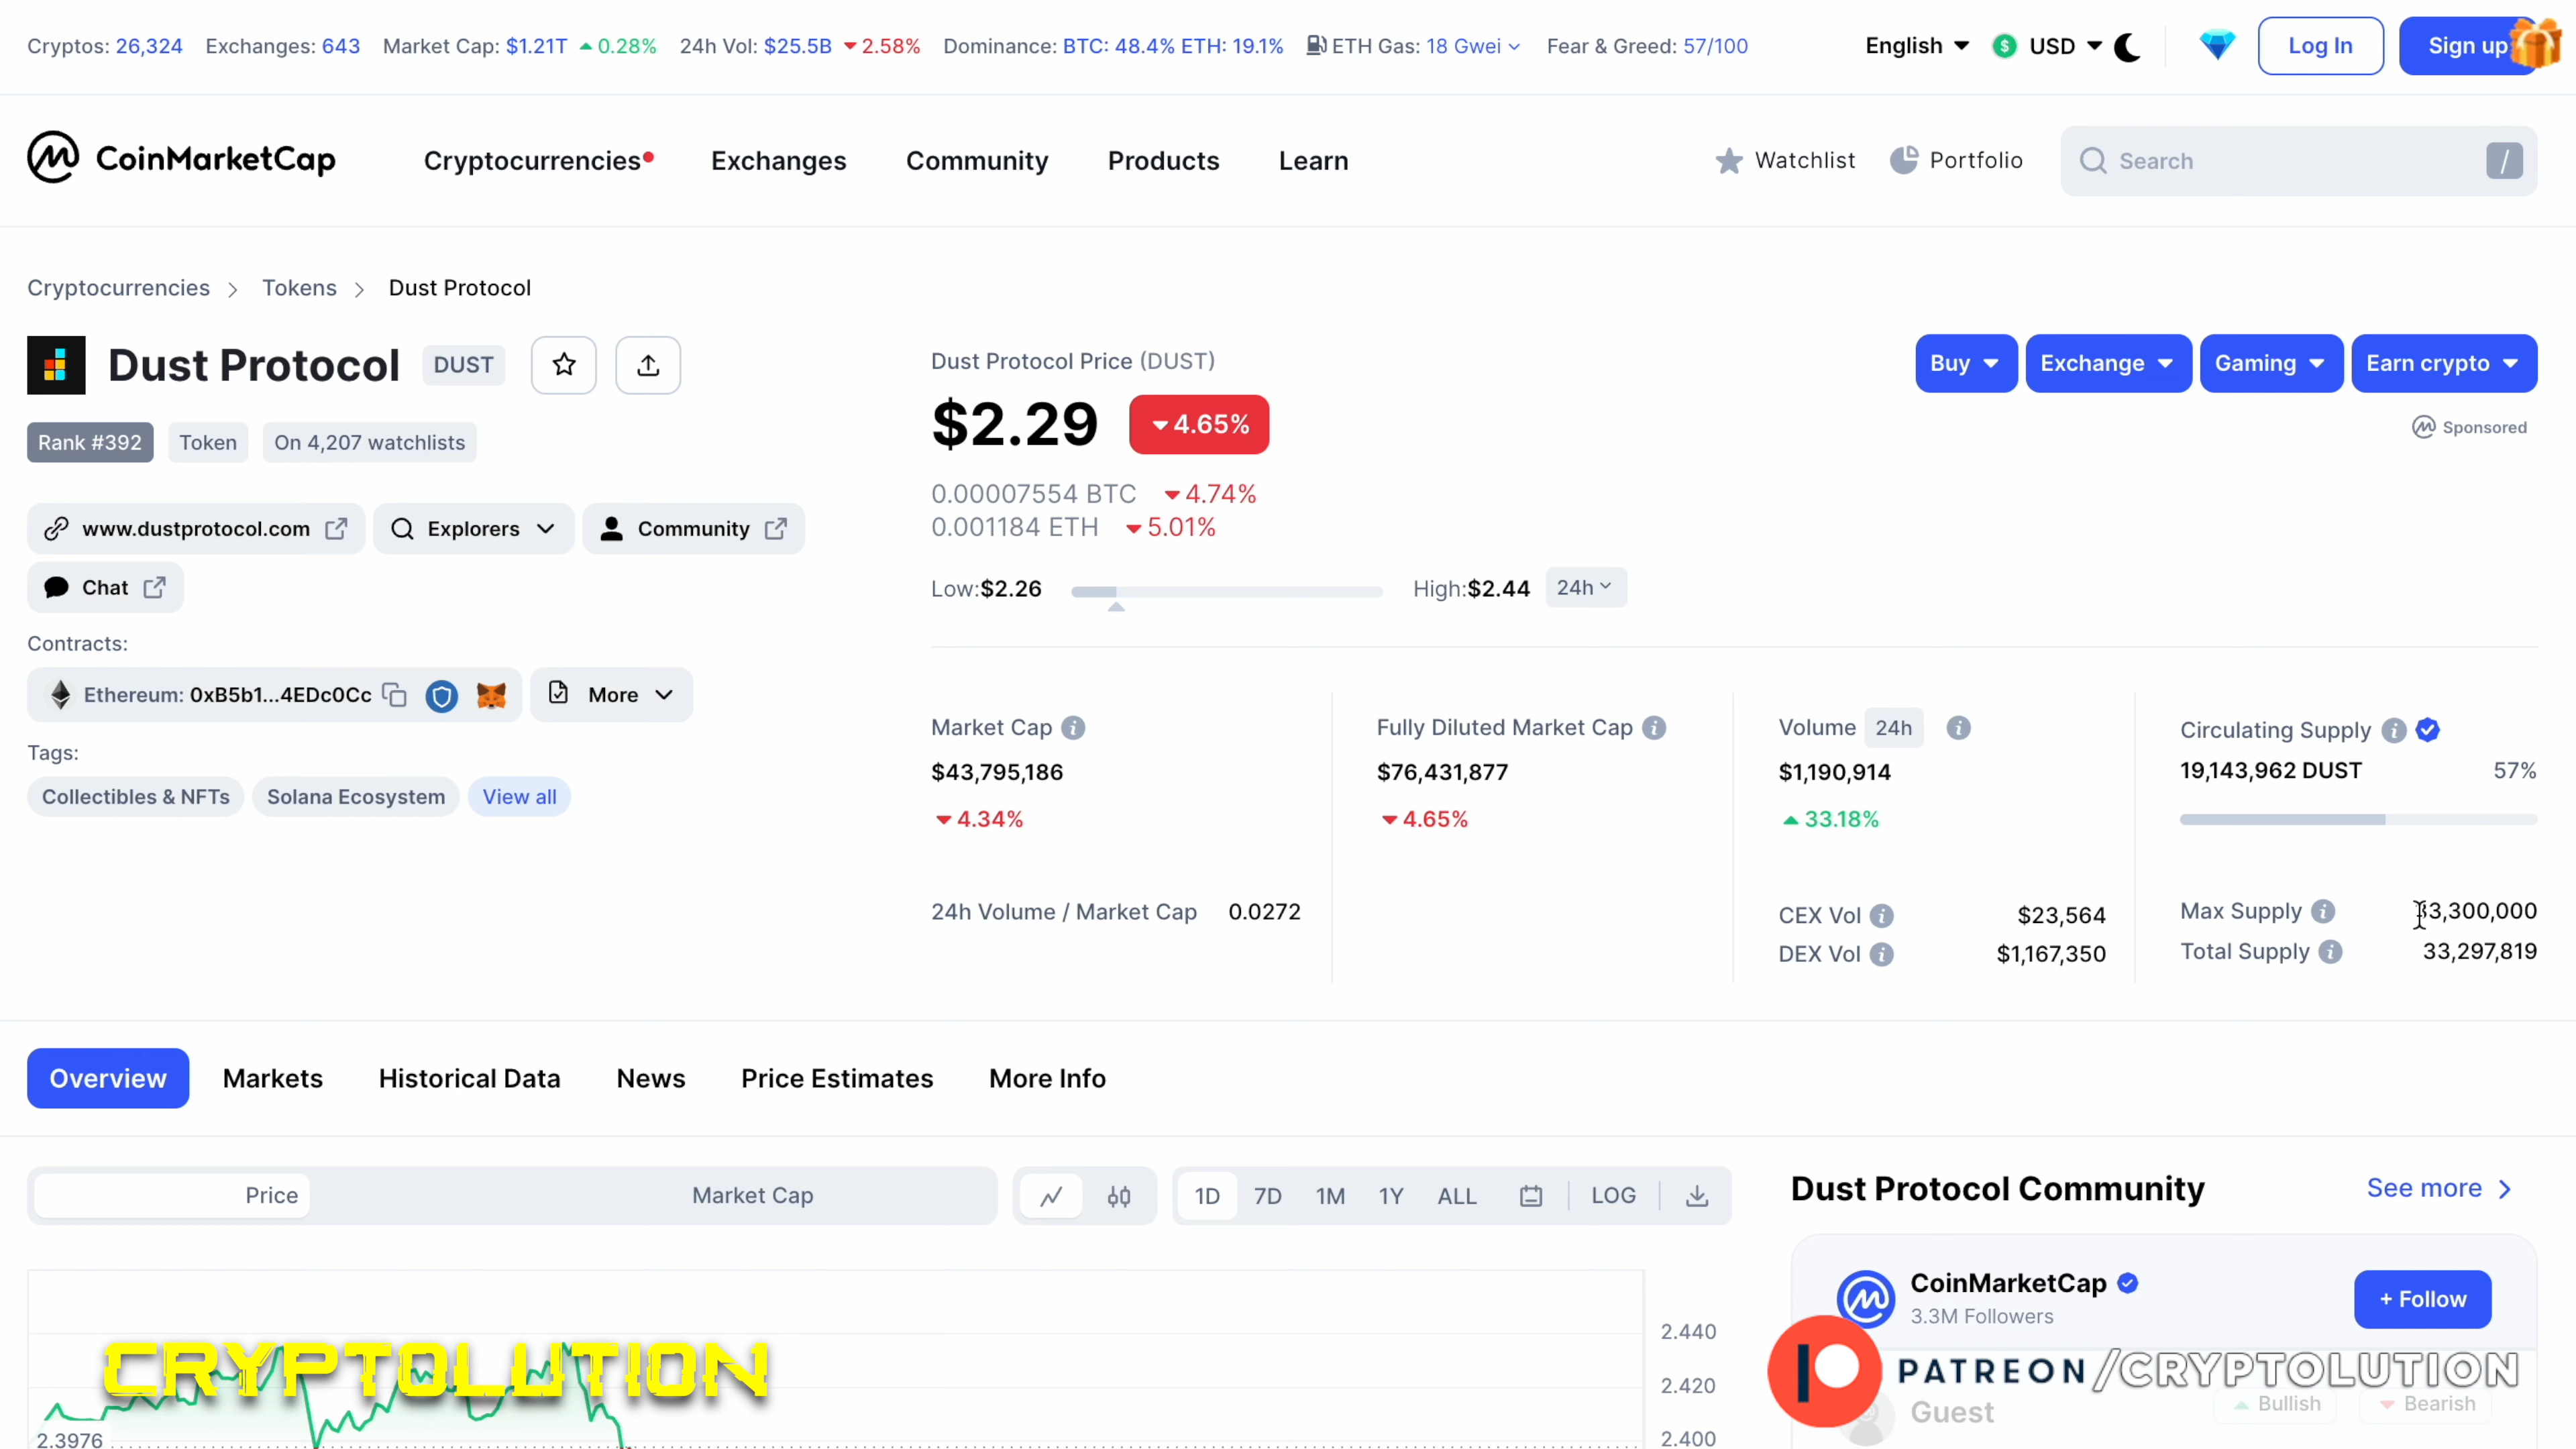 Cryptos: 26,324 Exchanges: 643 Market Cap: $1.21T 0.28% 24h Vol: $25.5B 2.58% Dominance: BTC: 48.4% ETH: 19.1% ETH Gas: 18 Gwei Fear & Greed: 57/100 English USD Log In Sign up
CoinMarketCap Cryptocurrencies Exchanges Community Products Learn Watchlist Portfolio Search /
Cryptocurrencies > Tokens > Dust Protocol
Dust Protocol DUST
Rank #392 Token On 4,207 watchlists
www.dustprotocol.com Explorers Community
Chat
Contracts:
Ethereum: 0xB5b1...4EDc0Cc More
Tags:
Collectibles & NFTs Solana Ecosystem View all
Dust Protocol Price (DUST)
$2.29 4.65%
0.00007554 BTC 4.74%
0.001184 ETH 5.01%
Low:$2.26 High:$2.44 24h
Buy Exchange Gaming Earn crypto
Sponsored
Market Cap
$43,795,186
4.34%
24h Volume / Market Cap 0.0272
Fully Diluted Market Cap
$76,431,877
4.65%
Volume 24h
$1,190,914
33.18%
CEX Vol $23,564
DEX Vol $1,167,350
Circulating Supply
19,143,962 DUST 57%
Max Supply 33,300,000
Total Supply 33,297,819
Overview Markets Historical Data News Price Estimates More Info
Price Market Cap 1D 7D 1M 1Y ALL LOG
2.440
2.420
2.400
2.3976
CRYPTOLUTION
Dust Protocol Community See more
CoinMarketCap
3.3M Followers
+ Follow
PATREON/CRYPTOLUTION
Guest Bullish Bearish